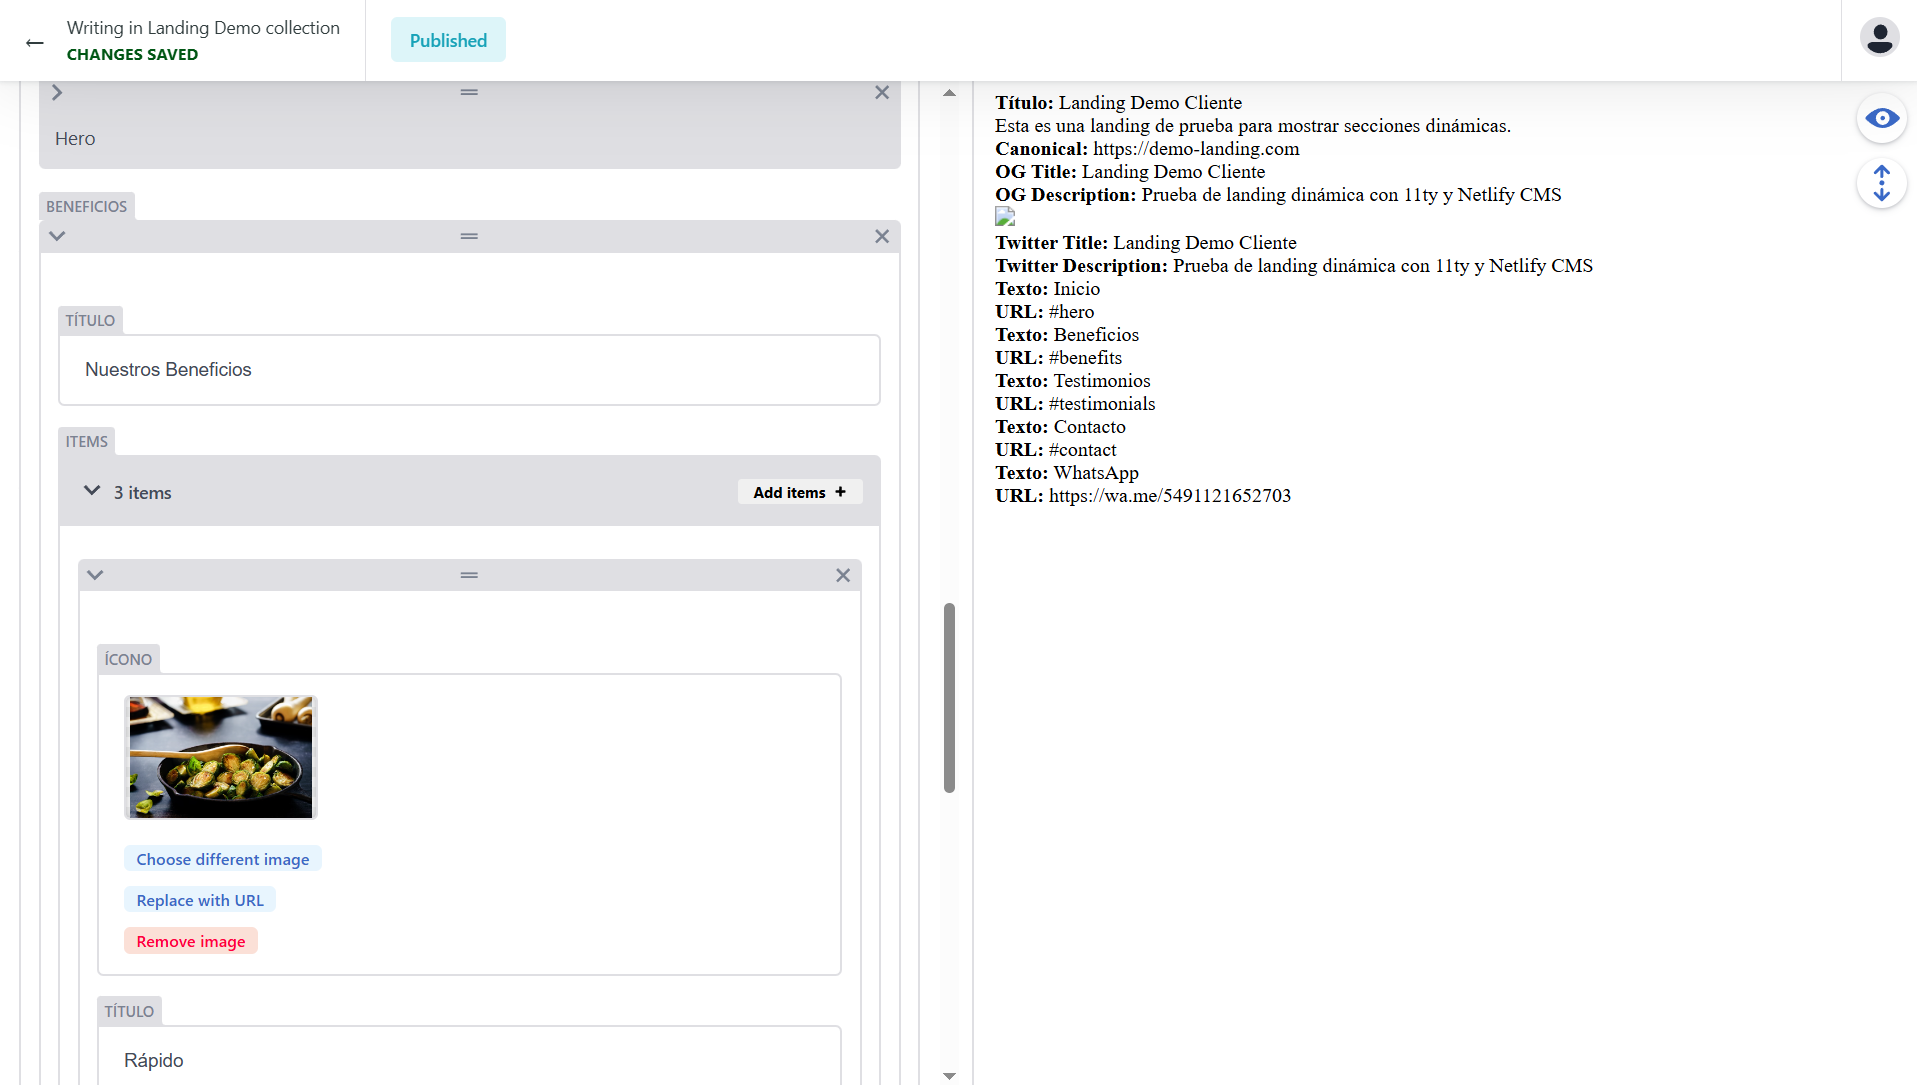 Writing in Landing Demo collection
CHANGES SAVED
Published
Hero
BENEFICIOS
TÍTULO
Nuestros Beneficios
ITEMS
3 items
Add items +
ÍCONO
Choose different image
Replace with URL
Remove image
TÍTULO
Rápido
Título: Landing Demo Cliente
Esta es una landing de prueba para mostrar secciones dinámicas.
Canonical: https://demo-landing.com
OG Title: Landing Demo Cliente
OG Description: Prueba de landing dinámica con 11ty y Netlify CMS
Twitter Title: Landing Demo Cliente
Twitter Description: Prueba de landing dinámica con 11ty y Netlify CMS
Texto: Inicio
URL: #hero
Texto: Beneficios
URL: #benefits
Texto: Testimonios
URL: #testimonials
Texto: Contacto
URL: #contact
Texto: WhatsApp
URL: https://wa.me/5491121652703